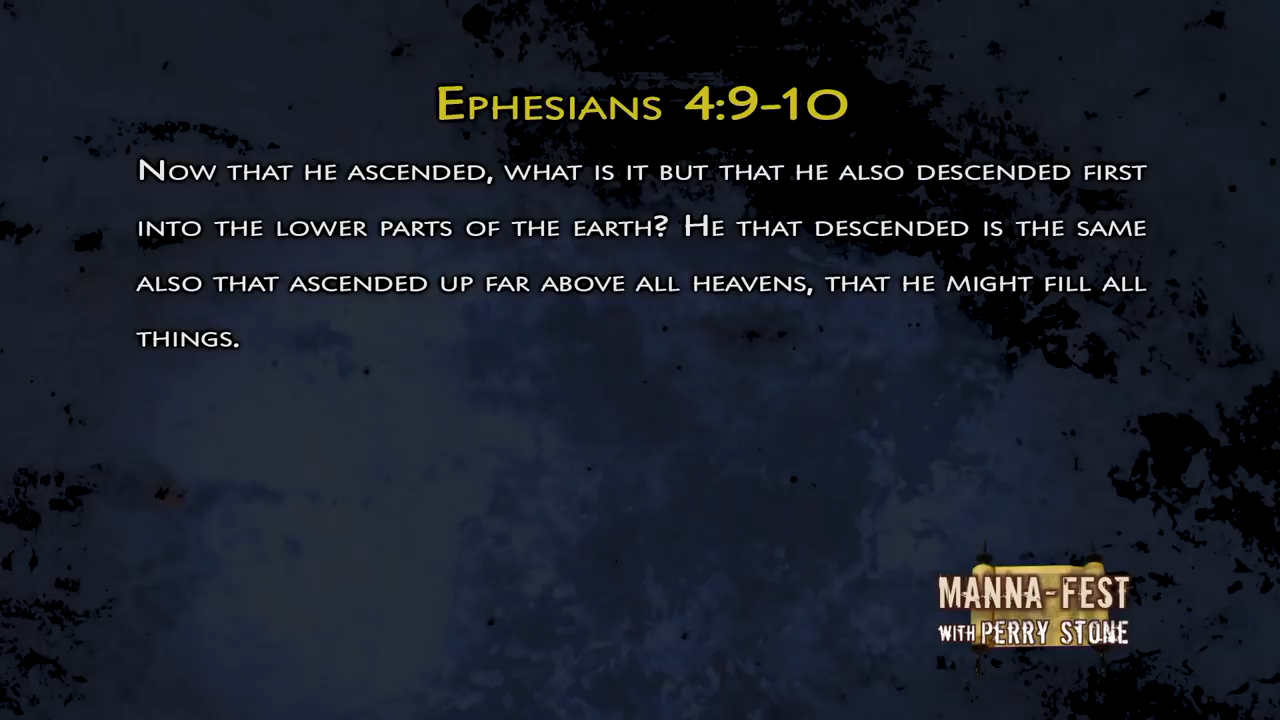 Ephesians 4:9-10
Now that he ascended, what is it but that he also descended first
into the lower parts of the earth? He that descended is the same
also that ascended up far above all heavens, that he might fill all
things.
MANNA-FEST
WITH PERRY STONE